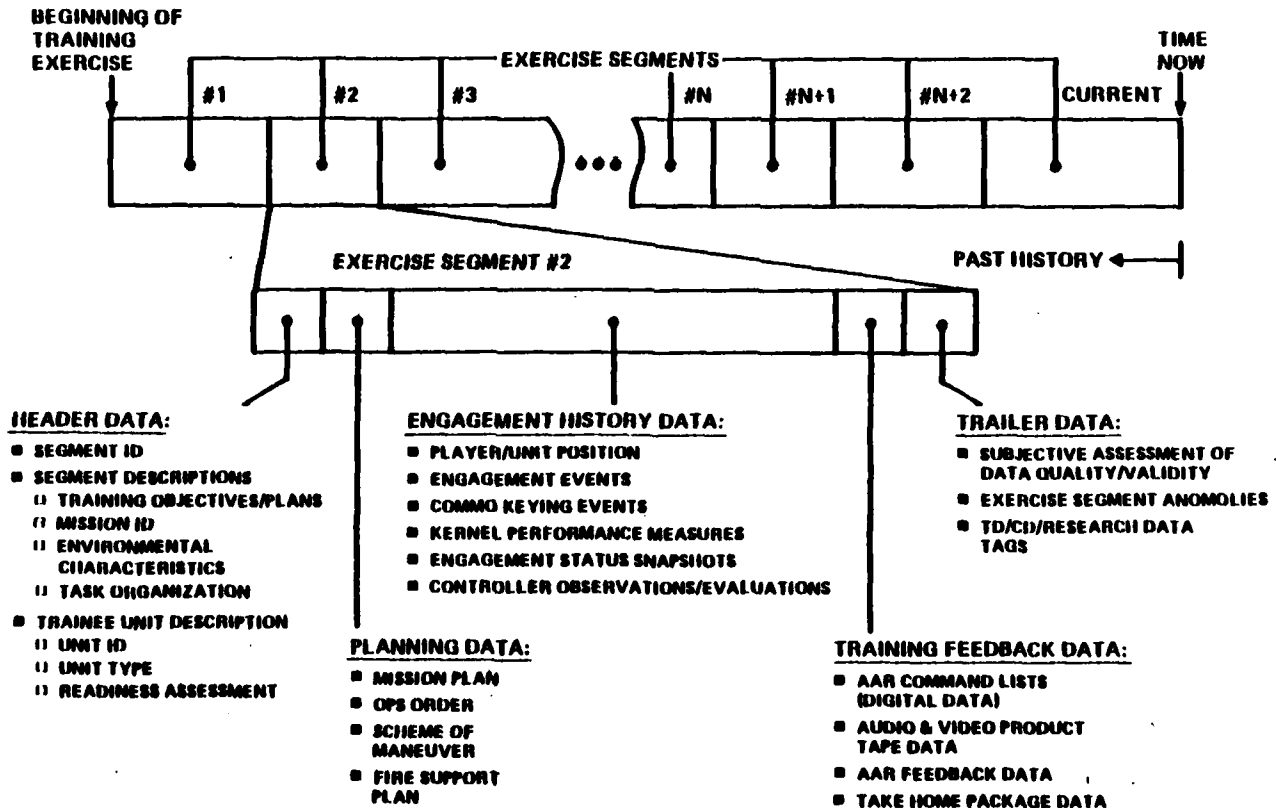 BEGINNING OF
TRAINING
EXERCISE
EXERCISE SEGMENTS
TIME
NOW
#1
#2
#3
#N
#N+1
#N+2
CURRENT
EXERCISE SEGMENT #2
PAST HISTORY
HEADER DATA:
SEGMENT ID
SEGMENT DESCRIPTIONS
TRAINING OBJECTIVES/PLANS
MISSION ID
ENVIRONMENTAL
CHARACTERISTICS
TASK ORGANIZATION
TRAINEE UNIT DESCRIPTION
UNIT ID
UNIT TYPE
READINESS ASSESSMENT
PLANNING DATA:
MISSION PLAN
OPS ORDER
SCHEME OF
MANEUVER
FIRE SUPPORT
PLAN
ENGAGEMENT HISTORY DATA:
PLAYER/UNIT POSITION
ENGAGEMENT EVENTS
COMMO KEYING EVENTS
KERNEL PERFORMANCE MEASURES
ENGAGEMENT STATUS SNAPSHOTS
CONTROLLER OBSERVATIONS/EVALUATIONS
TRAINING FEEDBACK DATA:
AAR COMMAND LISTS
(DIGITAL DATA)
AUDIO & VIDEO PRODUCT
TAPE DATA
AAR FEEDBACK DATA
TAKE HOME PACKAGE DATA
TRAILER DATA:
SUBJECTIVE ASSESSMENT OF
DATA QUALITY/VALIDITY
EXERCISE SEGMENT ANOMOLIES
TD/CD/RESEARCH DATA
TAGS